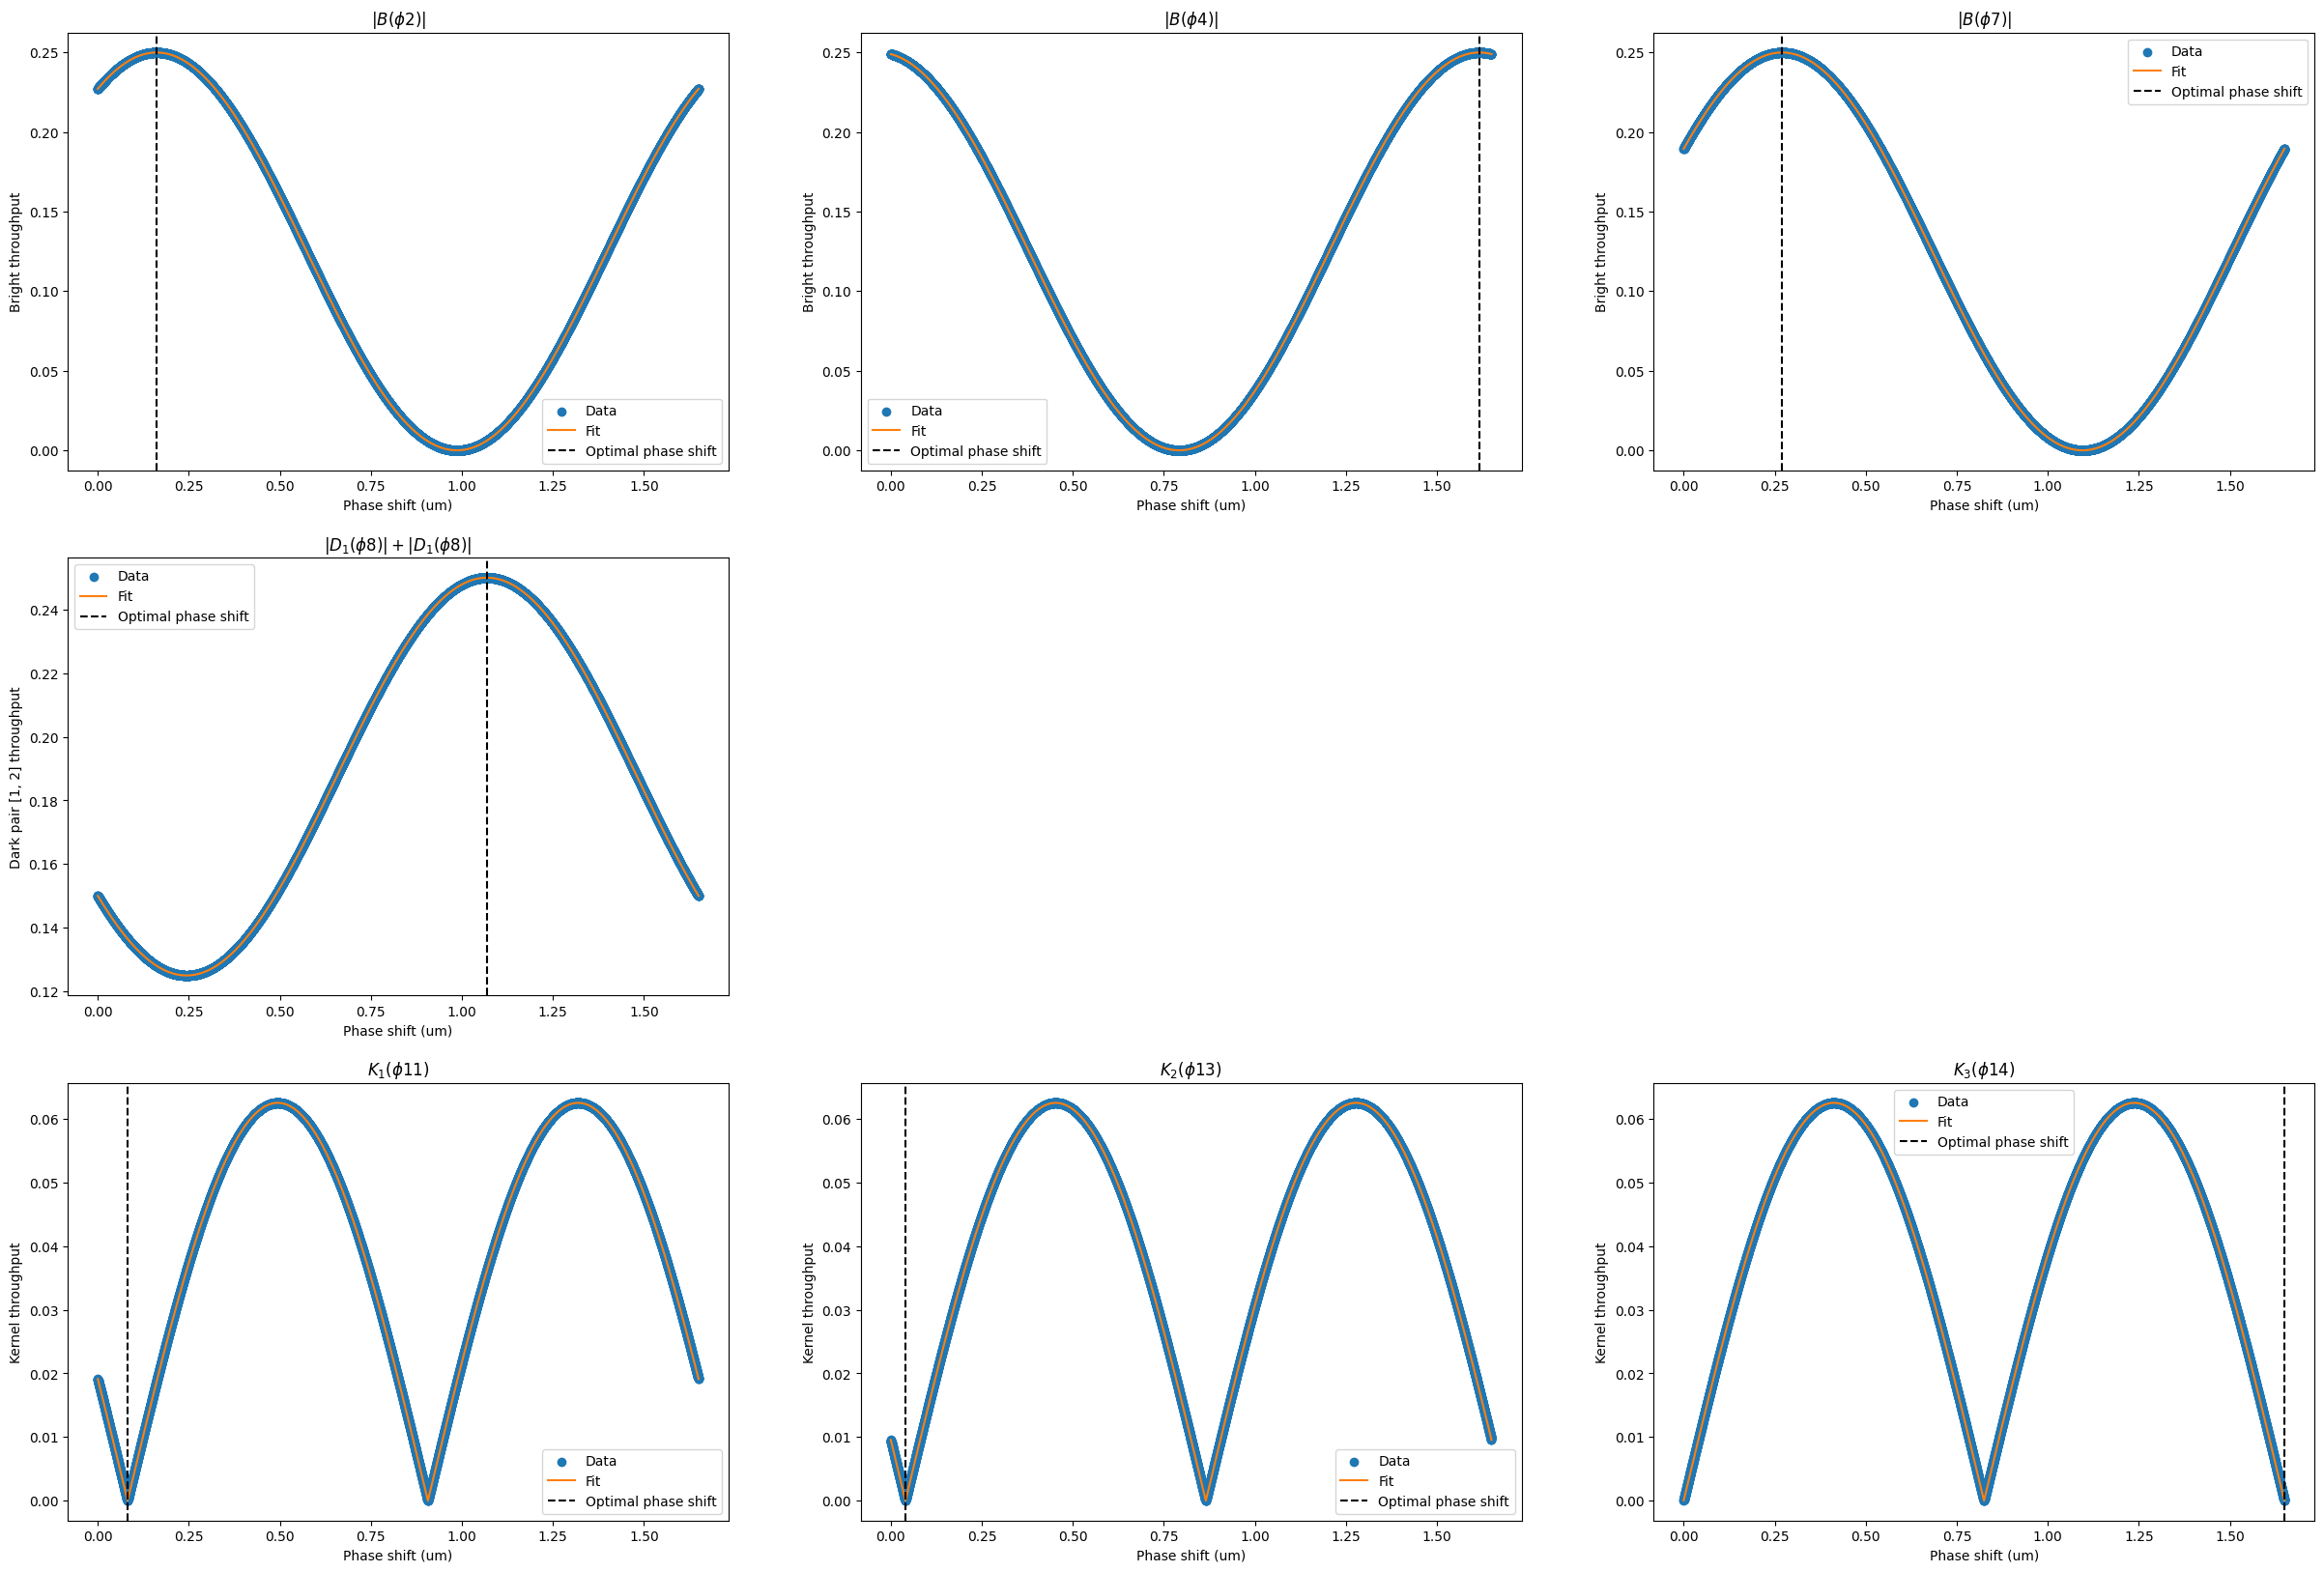 |B(ϕ2)|
0.25
0.20
0.15
0.10
0.05
0.00
Bright throughput
Data
Fit
Optimal phase shift
0.00 0.25 0.50 0.75 1.00 1.25 1.50
Phase shift (um)
|B(ϕ4)|
0.25
0.20
0.15
0.10
0.05
0.00
Bright throughput
Data
Fit
Optimal phase shift
0.00 0.25 0.50 0.75 1.00 1.25 1.50
Phase shift (um)
|B(ϕ7)|
0.25
0.20
0.15
0.10
0.05
0.00
Bright throughput
Data
Fit
Optimal phase shift
0.00 0.25 0.50 0.75 1.00 1.25 1.50
Phase shift (um)
|D₁(ϕ8)| + |D₁(ϕ8)|
0.24
0.22
0.20
0.18
0.16
0.14
0.12
Dark pair [1, 2] throughput
Data
Fit
Optimal phase shift
0.00 0.25 0.50 0.75 1.00 1.25 1.50
Phase shift (um)
K₁(ϕ11)
0.06
0.05
0.04
0.03
0.02
0.01
0.00
Kernel throughput
Data
Fit
Optimal phase shift
0.00 0.25 0.50 0.75 1.00 1.25 1.50
Phase shift (um)
K₂(ϕ13)
0.06
0.05
0.04
0.03
0.02
0.01
0.00
Kernel throughput
Data
Fit
Optimal phase shift
0.00 0.25 0.50 0.75 1.00 1.25 1.50
Phase shift (um)
K₃(ϕ14)
0.06
0.05
0.04
0.03
0.02
0.01
0.00
Kernel throughput
Data
Fit
Optimal phase shift
0.00 0.25 0.50 0.75 1.00 1.25 1.50
Phase shift (um)